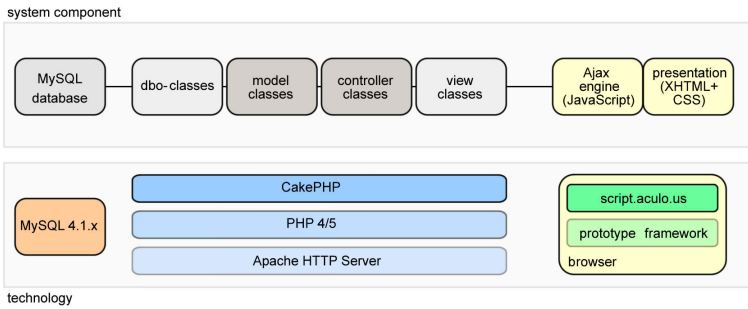 system component
MySQL
database
dbo-classes
model
classes
controller
classes
view
classes
Ajax
engine
(JavaScript)
presentation
(XHTML+
CSS)
MySQL 4.1.x
CakePHP
PHP 4/5
Apache HTTP Server
script.aculo.us
prototype framework
browser
technology